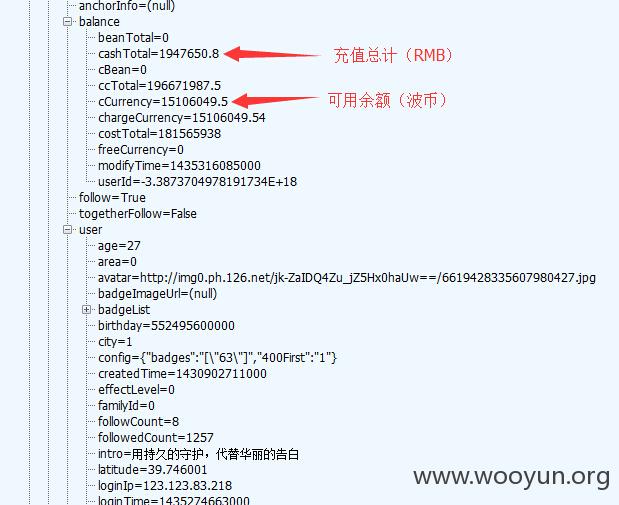 anchorInfo=(null)
balance
beanTotal=0
cashTotal=1947650.8 充值总计（RMB）
cBean=0
ccTotal=196671987.5
cCurrency=15106049.5 可用余额（波币）
chargeCurrency=15106049.54
costTotal=181565938
freeCurrency=0
modifyTime=1435316085000
userId=-3.3873704978191734E+18
follow=True
togetherFollow=False
user
age=27
area=0
avatar=http://img0.ph.126.net/jk-ZaIDQ4Zu_jZ5Hx0haUw==/6619428335607980427.jpg
badgeImageUrl=(null)
badgeList
birthday=552495600000
city=1
config={"badges":"[\"63\"]","400First":"1"}
createdTime=1430902711000
effectLevel=0
familyId=0
followCount=8
followedCount=1257
intro=用持久的守护，代替华丽的告白
latitude=39.746001
loginIp=123.123.83.218
loginTime=1435274663000
www.wooyun.org